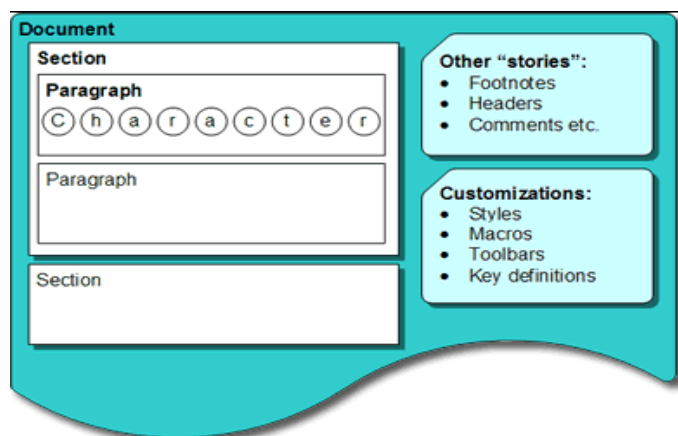 Document
Section
Paragraph
C h a r a c t e r
Paragraph
Section
Other “stories”:
• Footnotes
• Headers
• Comments etc.
Customizations:
• Styles
• Macros
• Toolbars
• Key definitions